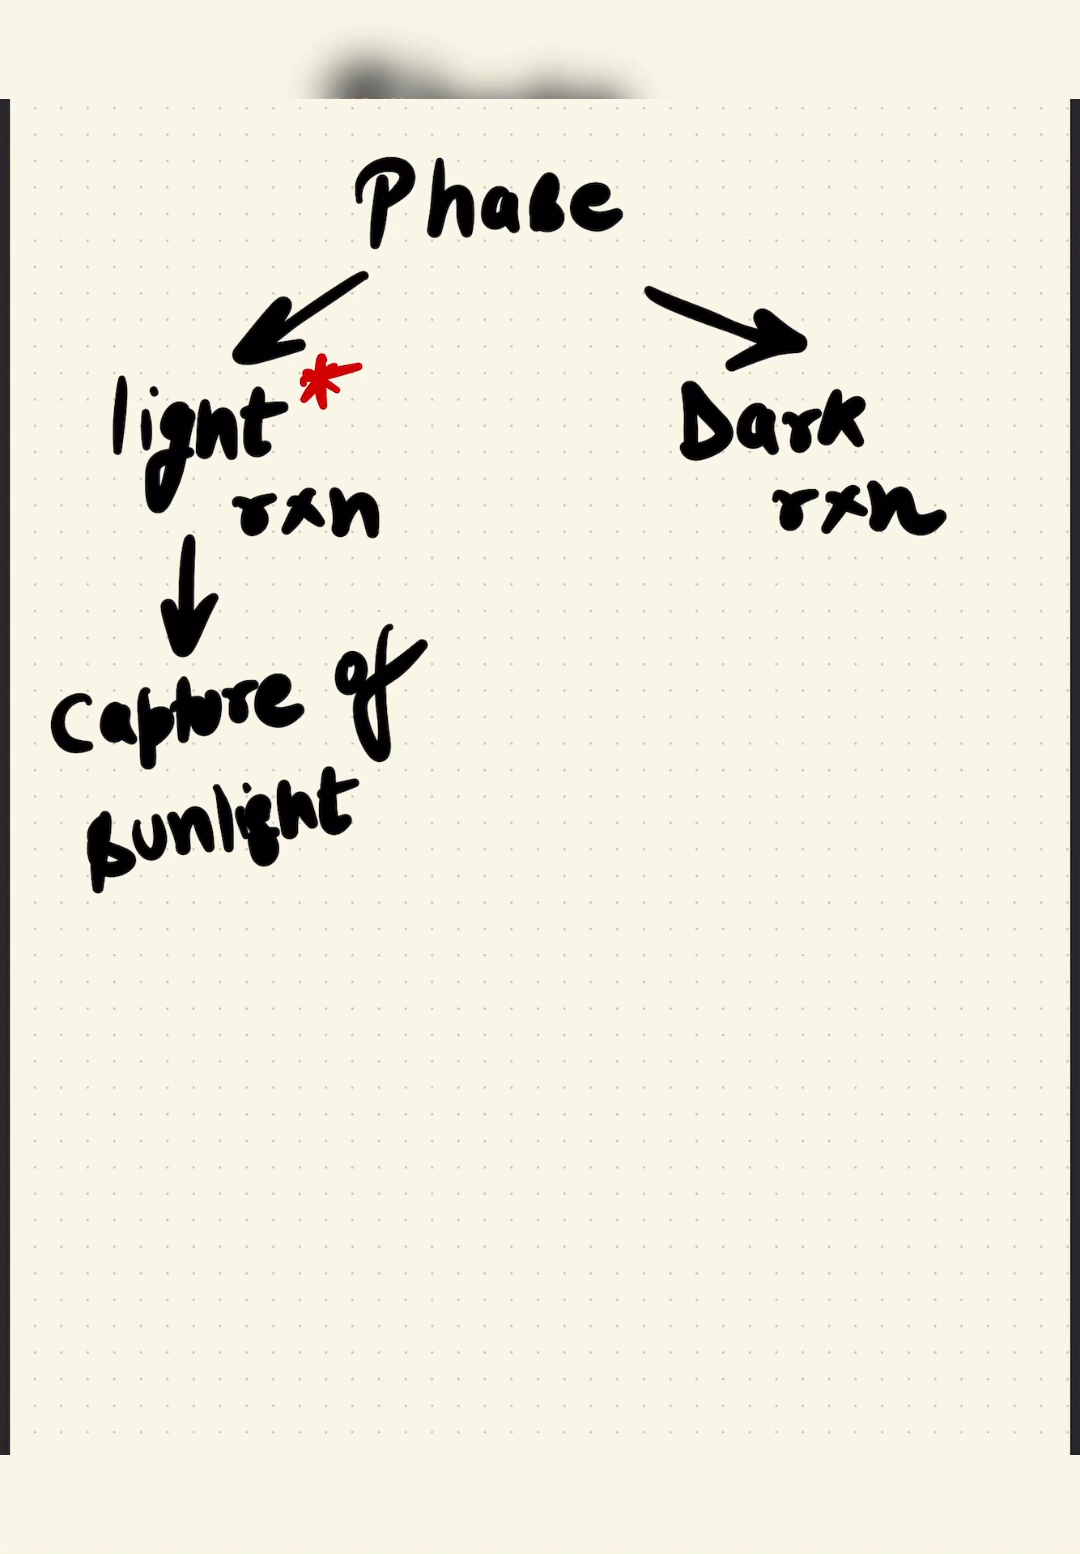 Phase
light *
rxn
Dark
rxn
Capture of
sunlight